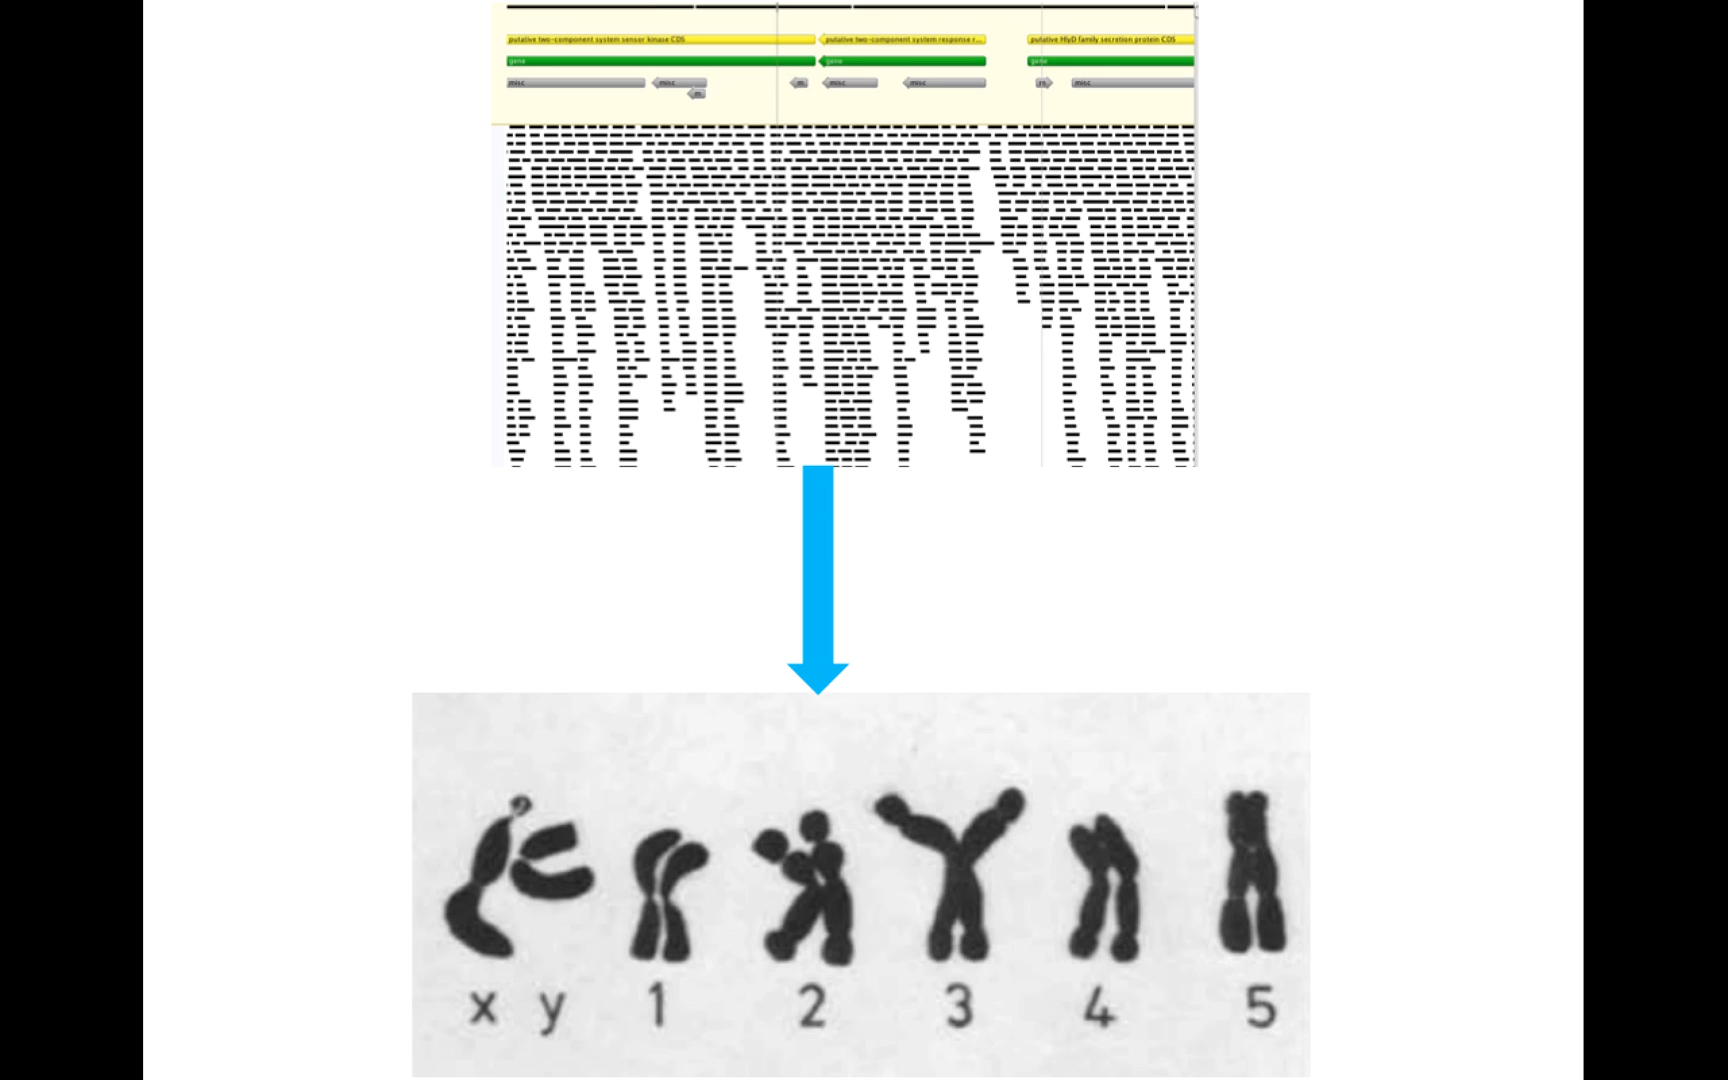 putative two-component system sensor kinase CDS putative two-component system response r... putative HlyD family secretion protein CDS
gene gene gene
misc misc m misc misc misc
m
x y 1 2 3 4 5